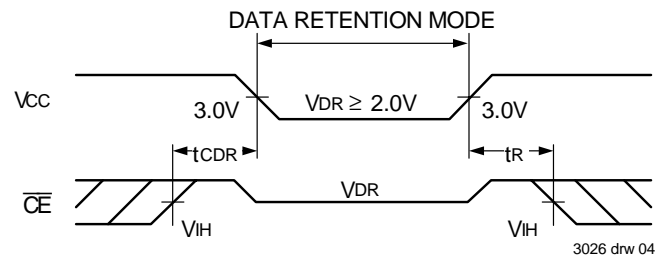 DATA RETENTION MODE
VCC
3.0V
VDR ≥ 2.0V
3.0V
tCDR
tR
CE
VDR
VIH
VIH
3026 drw 04